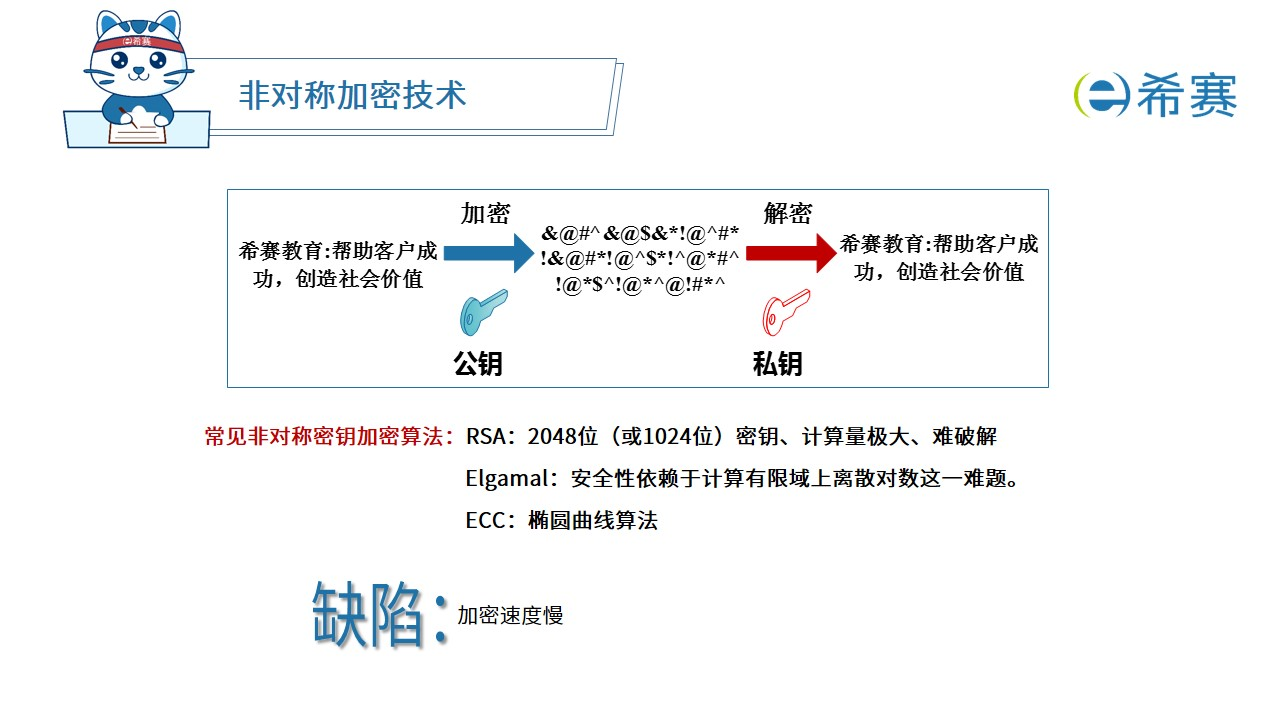 希赛
非对称加密技术
希赛
加密
解密
希赛教育:帮助客户成
功，创造社会价值
&@#^&@$&*!@^#*
!&@#*!@^$*!^@*#^
!@*$^!@*^@!#*^
希赛教育:帮助客户成
功，创造社会价值
公钥
私钥
常见非对称密钥加密算法：RSA：2048位（或1024位）密钥、计算量极大、难破解
Elgamal：安全性依赖于计算有限域上离散对数这一难题。
ECC：椭圆曲线算法
缺陷：加密速度慢